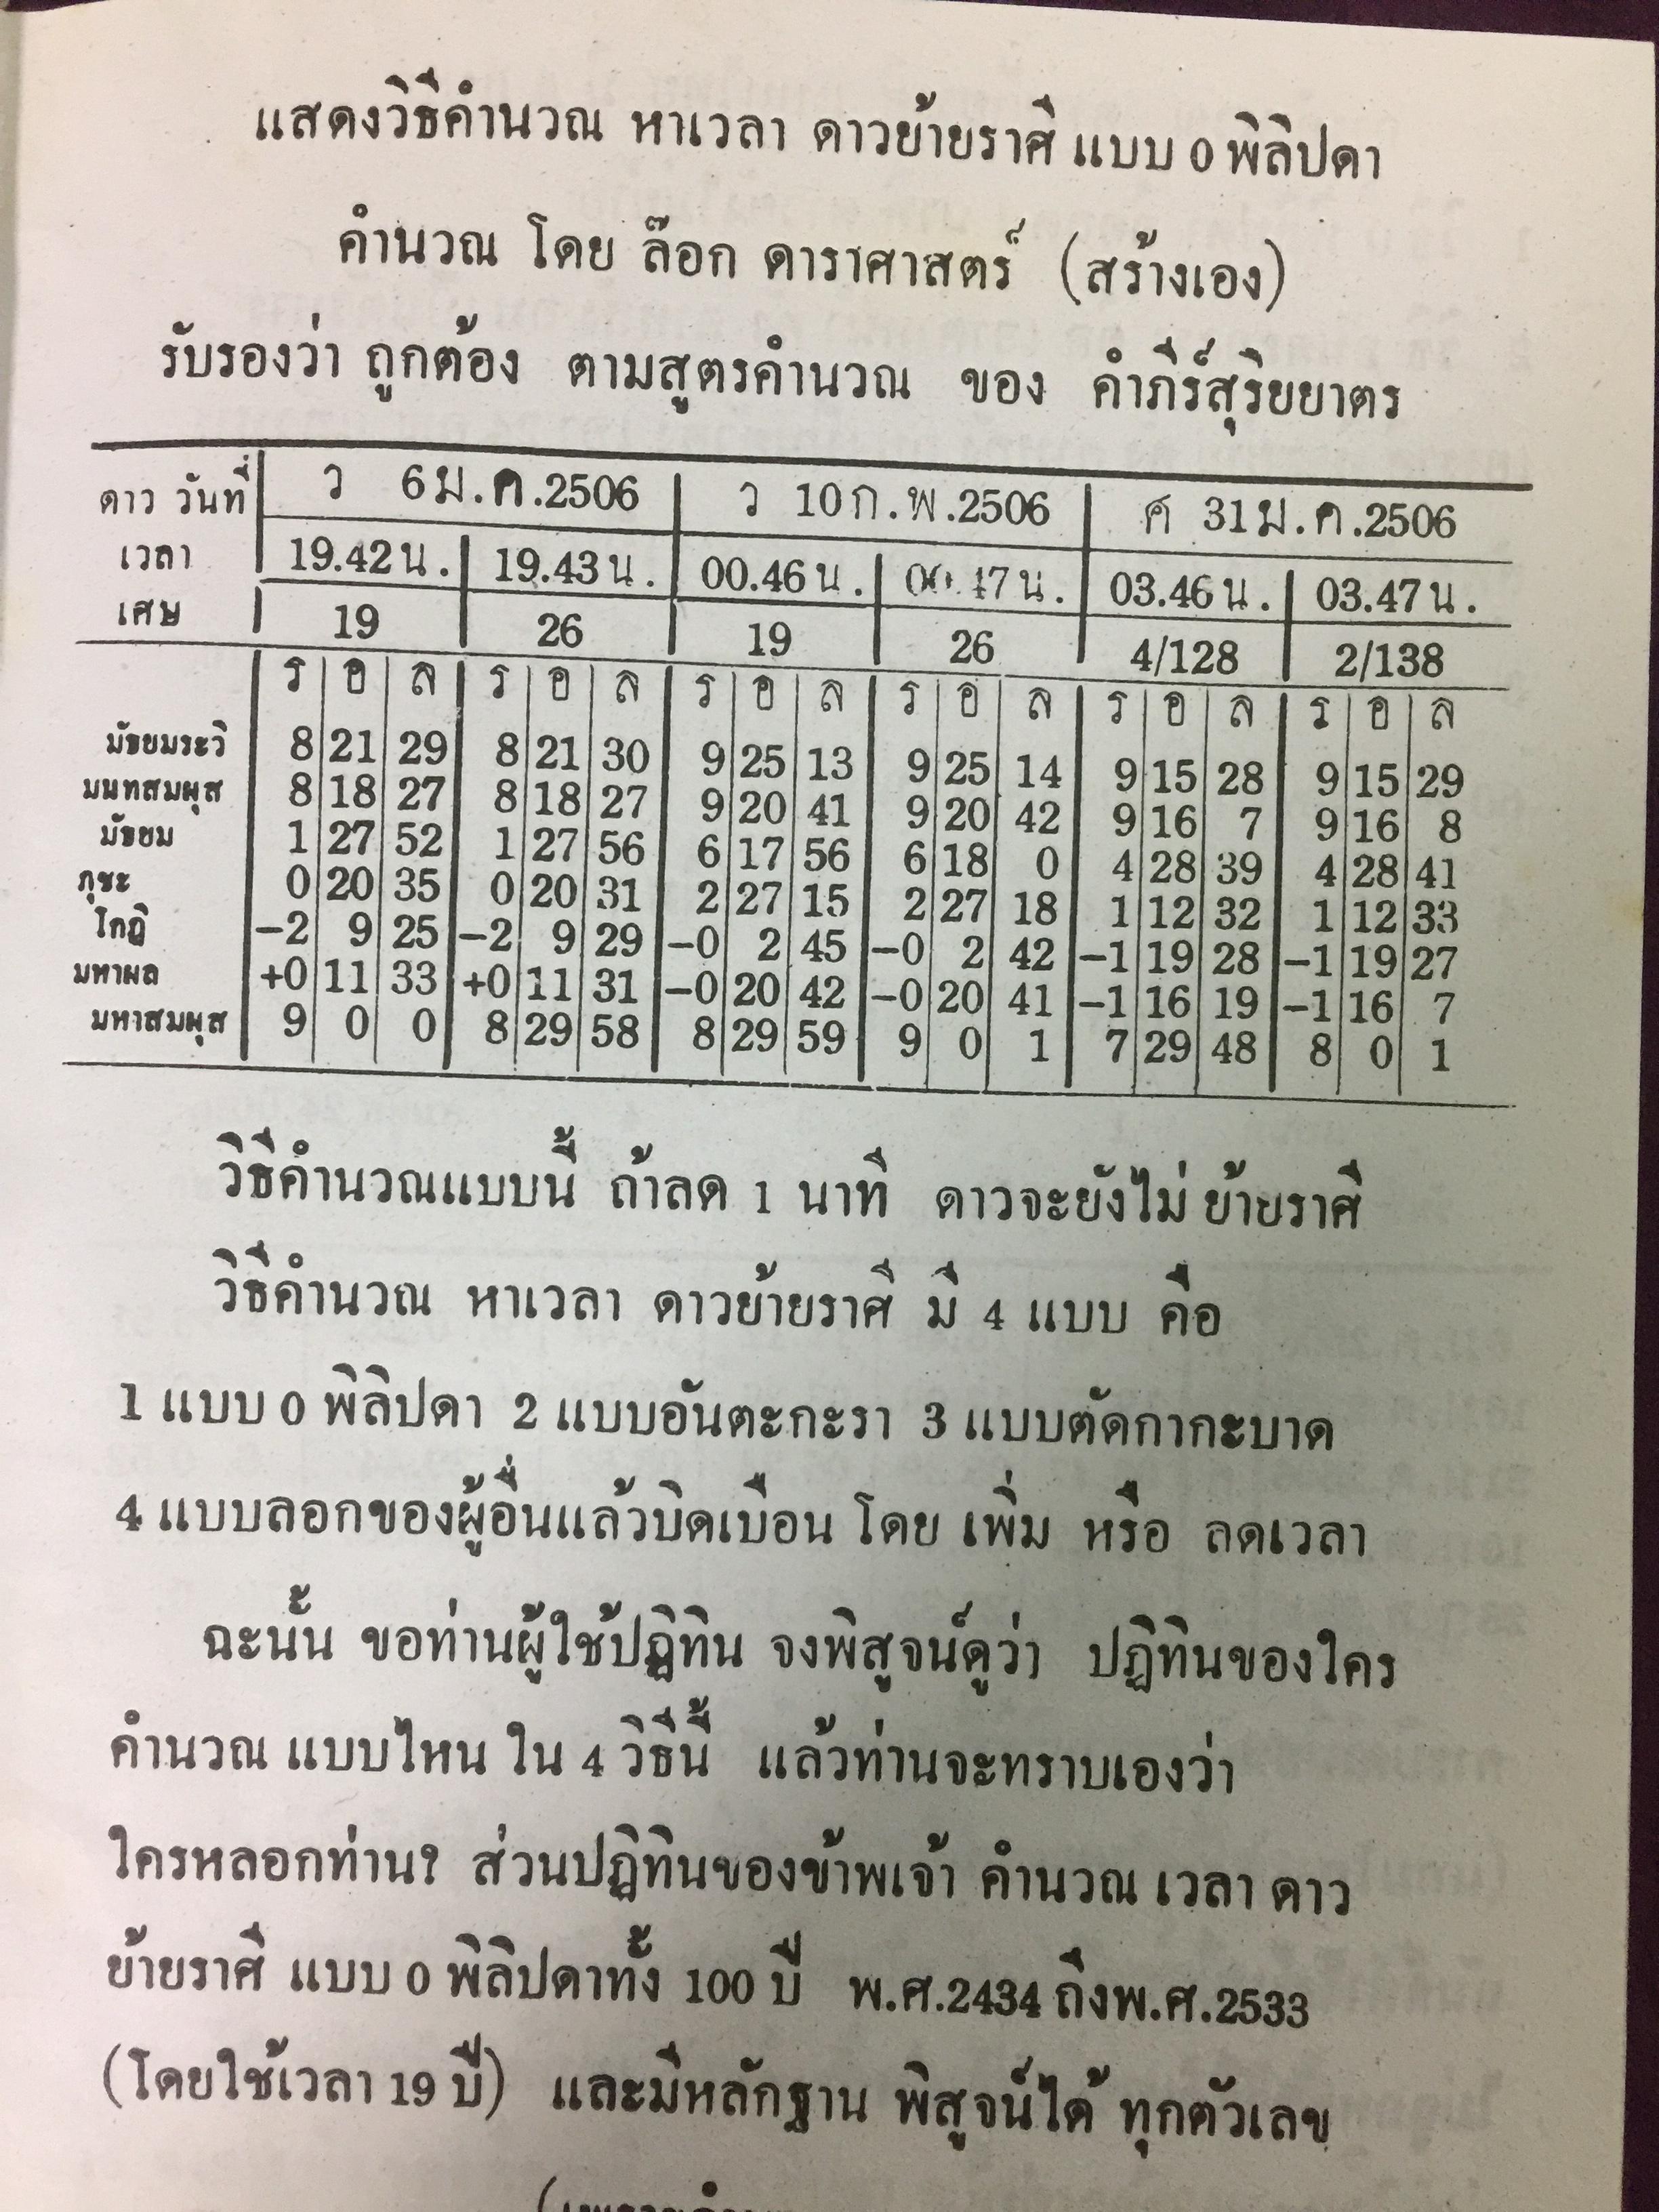 แสดงวิธีคำนวณ หาเวลา ดาวย้ายราศี แบบ 0 พิลิปดา
คำนวณ โดย ล๊อก ดาราศาสตร์ (สร้างเอง)
รับรองว่า ถูกต้อง ตามสูตรคำนวณ ของ คำภีร์สุริยยาตร
ดาว วันที่ ว 6 ม.ค.2506 ว 10 ก.พ.2506 ศ 31 ม.ค.2506
เวลา 19.42 น. 19.43 น. 00.46 น. 00.47 น. 03.46 น. 03.47 น.
เศษ 19 26 19 26 4/128 2/138
ร อ ล ร อ ล ร อ ล ร อ ล ร อ ล ร อ ล
มัธยมระวิ 8 21 29 8 21 30 9 25 13 9 25 14 9 15 28 9 15 29
มนทสมผุส 8 18 27 8 18 27 9 20 41 9 20 42 9 16 7 9 16 8
มัธยม 1 27 52 1 27 56 6 17 56 6 18 0 4 28 39 4 28 41
ภุชะ 0 20 35 0 20 31 2 27 15 2 27 18 1 12 32 1 12 33
โกฏิ –2 9 25 –2 9 29 –0 2 45 –0 2 42 –1 19 28 –1 19 27
มหาผล +0 11 33 +0 11 31 –0 20 42 –0 20 41 –1 16 19 –1 16 7
มหาสมผุส 9 0 0 8 29 58 8 29 59 9 0 1 7 29 48 8 0 1
วิธีคำนวณแบบนี้ ถ้าลด 1 นาที ดาวจะยังไม่ ย้ายราศี
วิธีคำนวณ หาเวลา ดาวย้ายราศี มี 4 แบบ คือ
1 แบบ 0 พิลิปดา 2 แบบอันตะกะรา 3 แบบตัดกากะบาด
4 แบบลอกของผู้อื่นแล้วบิดเบือน โดย เพิ่ม หรือ ลดเวลา
ฉะนั้น ขอท่านผู้ใช้ปฏิทิน จงพิสูจน์ดูว่า ปฏิทินของใคร
คำนวณ แบบไหน ใน 4 วิธีนี้ แล้วท่านจะทราบเองว่า
ใครหลอกท่าน? ส่วนปฏิทินของข้าพเจ้า คำนวณ เวลา ดาว
ย้ายราศี แบบ 0 พิลิปดาทั้ง 100 ปี พ.ศ.2434 ถึงพ.ศ.2533
(โดยใช้เวลา 19 ปี) และมีหลักฐาน พิสูจน์ได้ ทุกตัวเลข